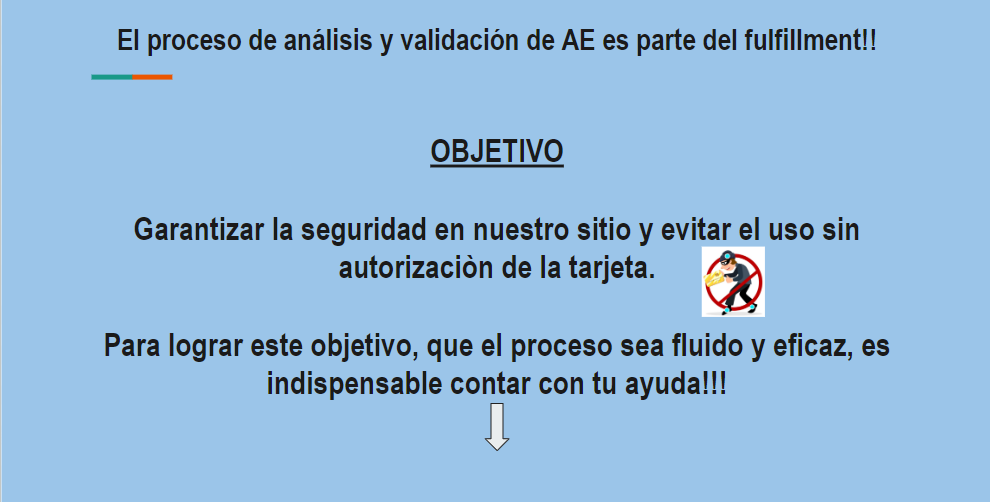 El proceso de análisis y validación de AE es parte del fulfillment!!
OBJETIVO
Garantizar la seguridad en nuestro sitio y evitar el uso sin
autorizaciòn de la tarjeta.
Para lograr este objetivo, que el proceso sea fluido y eficaz, es
indispensable contar con tu ayuda!!!